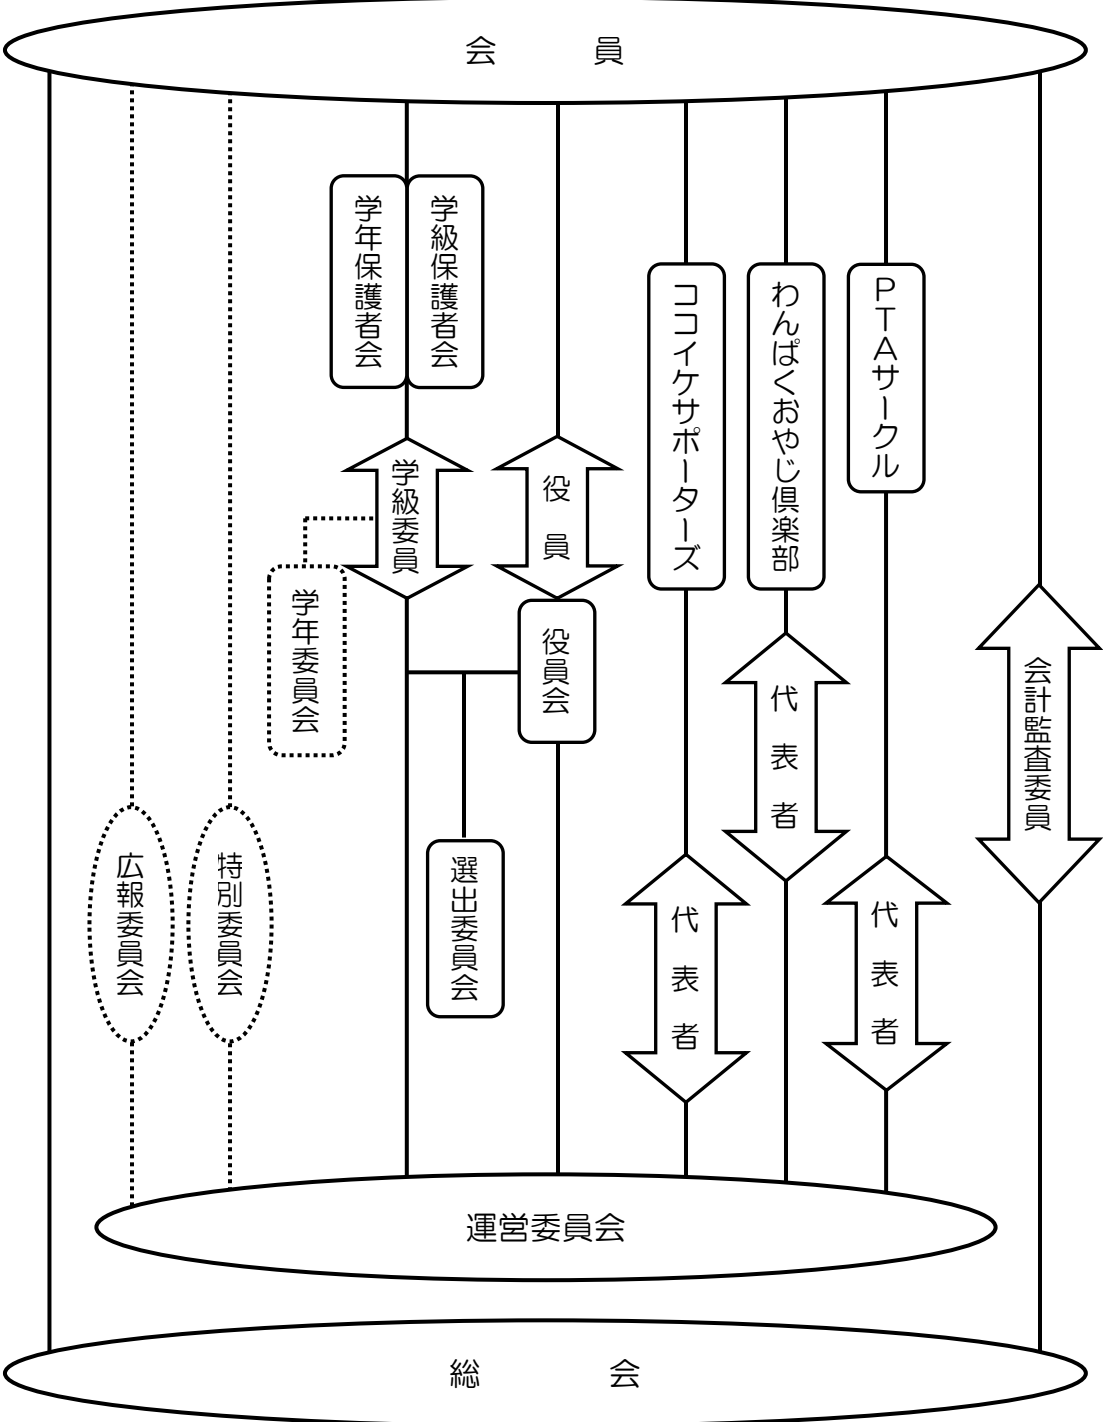 会員
学年保護者会
学級保護者会
ココイケサポーターズ
わんぱくおやじ倶楽部
PTAサークル
学級委員
役員
学年委員会
役員会
代表者
会計監査委員
広報委員会
特別委員会
選出委員会
代表者
代表者
運営委員会
総会